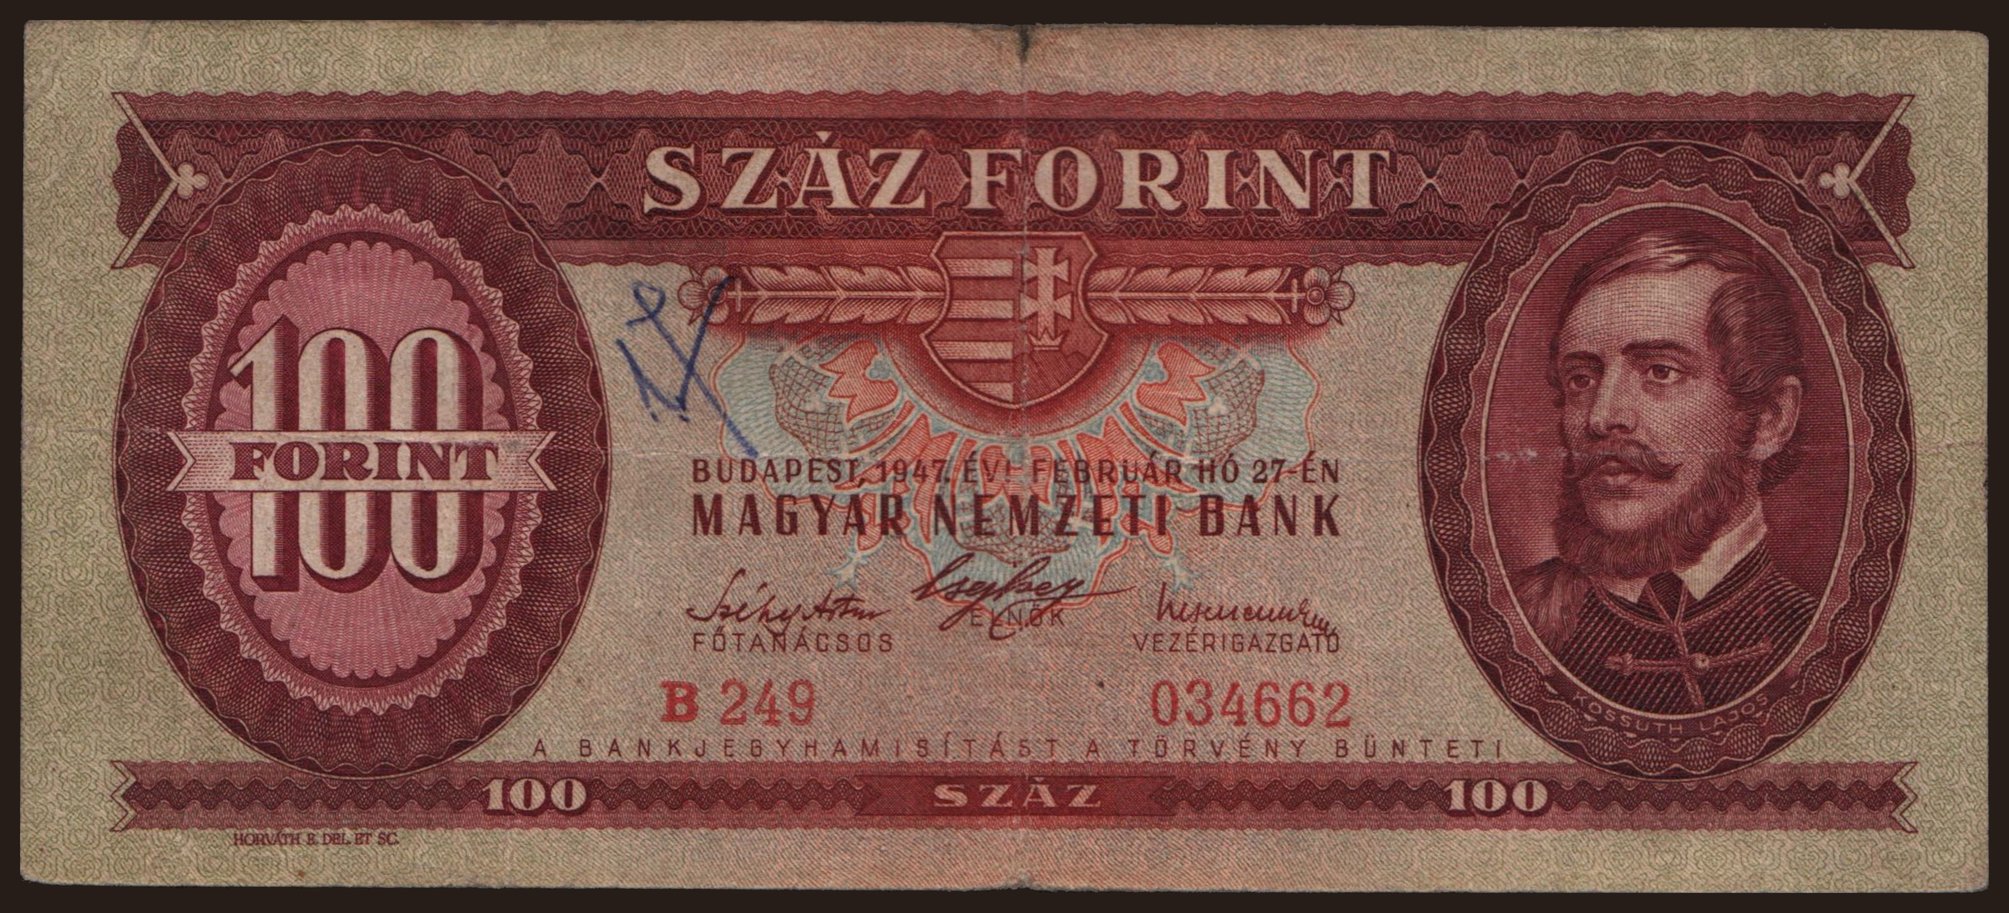 SZÁZ FORINT
100
FORINT
BUDAPEST, 1947. ÉVI FEBRUÁR HÓ 27-ÉN
MAGYAR NEMZETI BANK
FŐTANÁCSOS ELNÖK VEZÉRIGAZGATÓ
B 249 034662
KOSSUTH LAJOS
A BANKJEGYHAMISÍTÁST A TÖRVÉNY BÜNTETI
100 SZÁZ 100
HORVÁTH E. DEL. ET SC.